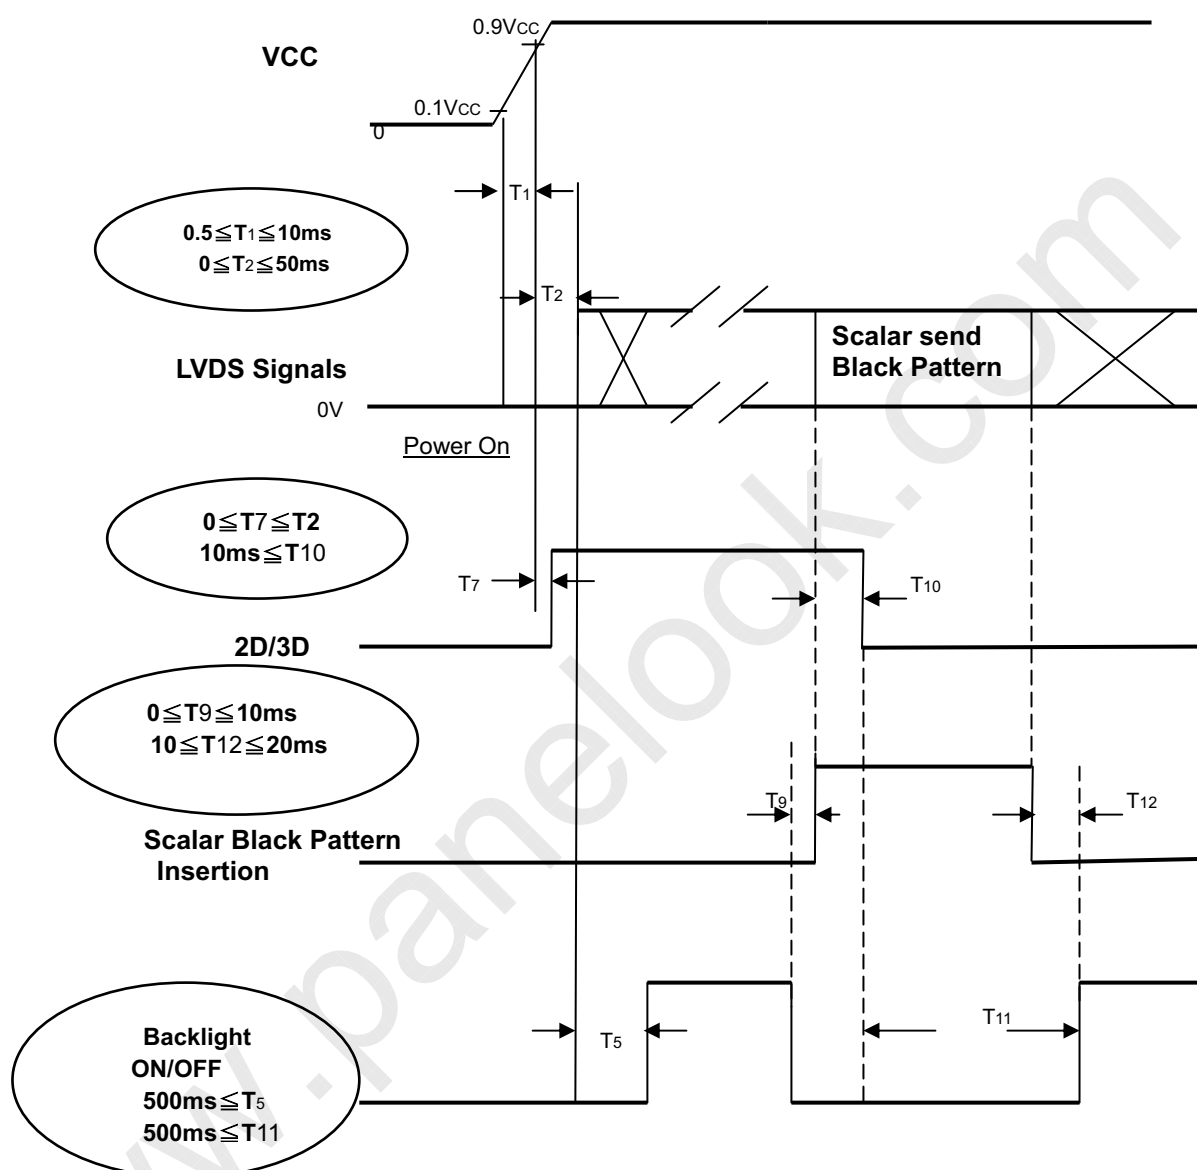 0.9Vcc
VCC
0.1Vcc
0
T1
0.5≦T1≦10ms
0≦T2≦50ms
T2
Scalar send
Black Pattern
LVDS Signals
0V
Power On
0≦T7≦T2
10ms≦T10
T7
T10
2D/3D
0≦T9≦10ms
10≦T12≦20ms
T9
T12
Scalar Black Pattern
Insertion
T11
T5
Backlight
ON/OFF
500ms≦T5
500ms≦T11
www.panelook.com